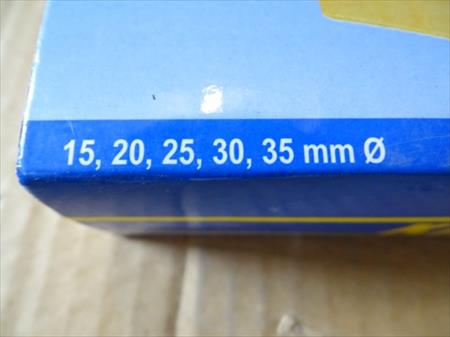 15, 20, 25, 30, 35 mm Ø